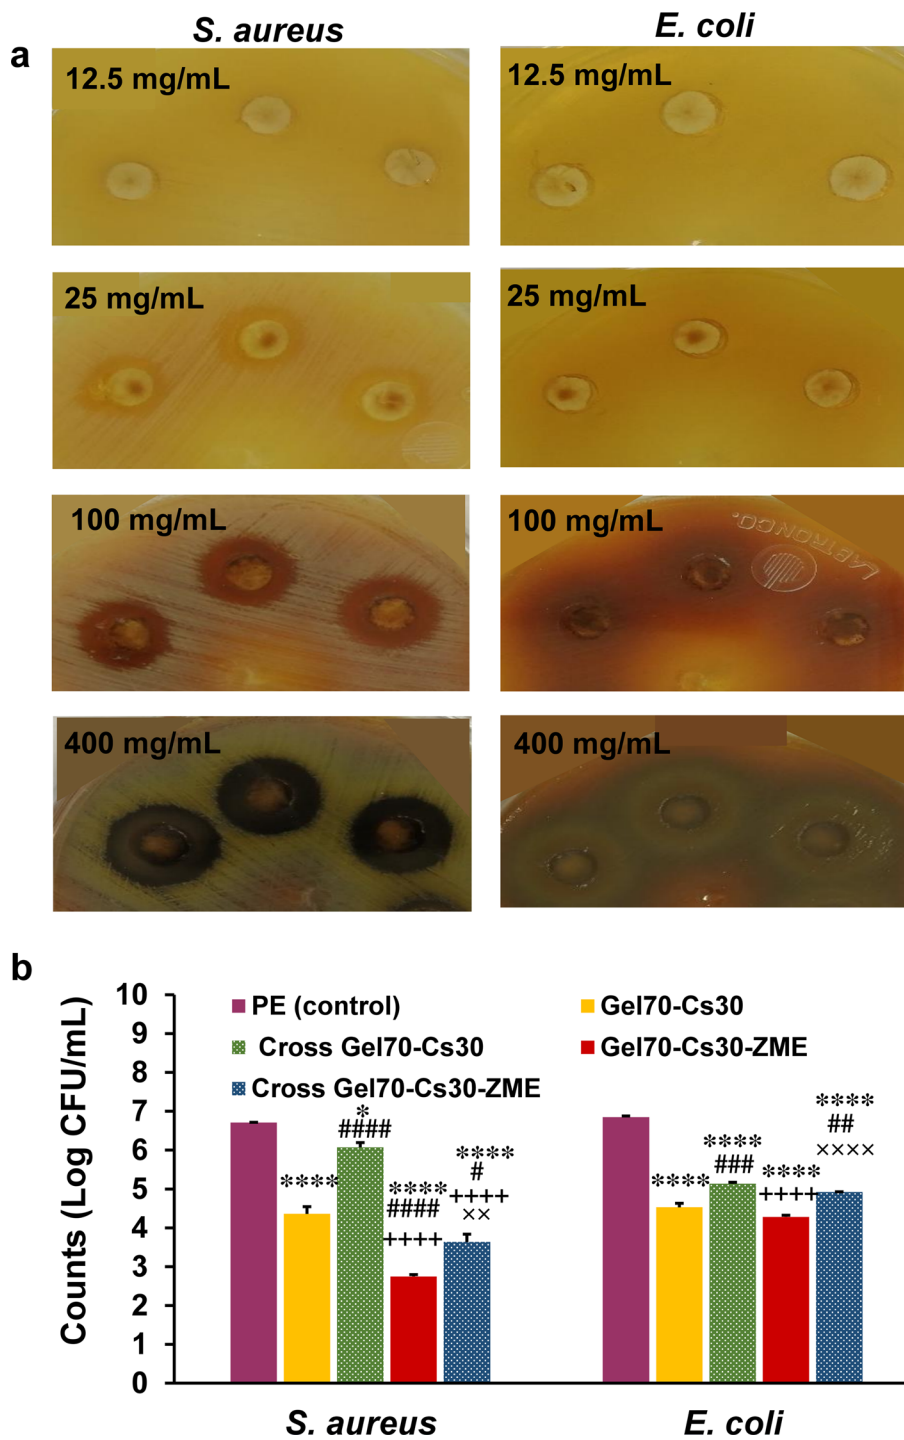 S. aureus
E. coli
a
12.5 mg/mL
12.5 mg/mL
25 mg/mL
25 mg/mL
100 mg/mL
100 mg/mL
LABTRONCO.
400 mg/mL
400 mg/mL
b
Counts (Log CFU/mL)
10
9
8
7
6
5
4
3
2
1
0
PE (control)
Gel70-Cs30
Cross Gel70-Cs30
Gel70-Cs30-ZME
Cross Gel70-Cs30-ZME
****
*
####
****
####
++++
****
#
++++
××
****
****
###
****
++++
****
##
××××
S. aureus
E. coli